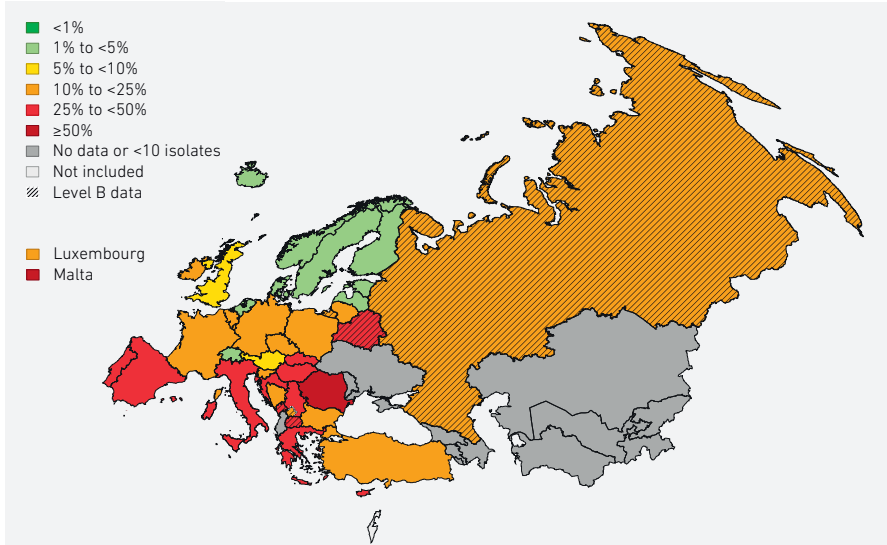 <1%
1% to <5%
5% to <10%
10% to <25%
25% to <50%
≥50%
No data or <10 isolates
Not included
Level B data
Luxembourg
Malta